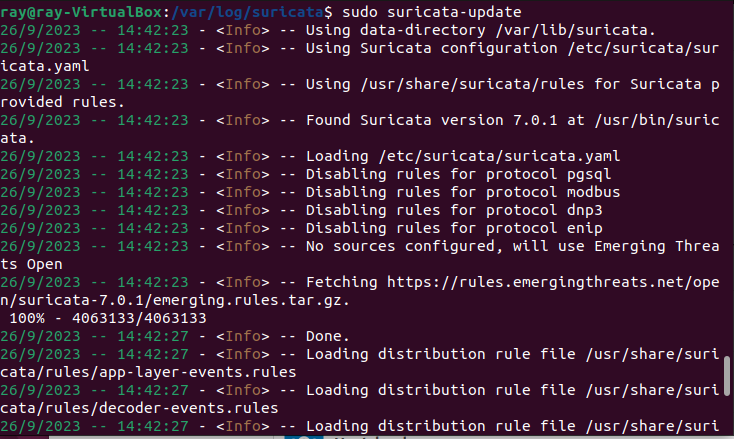 ray@ray-VirtualBox:/var/log/suricata$ sudo suricata-update
26/9/2023 -- 14:42:23 - <Info> -- Using data-directory /var/lib/suricata.
26/9/2023 -- 14:42:23 - <Info> -- Using Suricata configuration /etc/suricata/sur
icata.yaml
26/9/2023 -- 14:42:23 - <Info> -- Using /usr/share/suricata/rules for Suricata p
rovided rules.
26/9/2023 -- 14:42:23 - <Info> -- Found Suricata version 7.0.1 at /usr/bin/suric
ata.
26/9/2023 -- 14:42:23 - <Info> -- Loading /etc/suricata/suricata.yaml
26/9/2023 -- 14:42:23 - <Info> -- Disabling rules for protocol pgsql
26/9/2023 -- 14:42:23 - <Info> -- Disabling rules for protocol modbus
26/9/2023 -- 14:42:23 - <Info> -- Disabling rules for protocol dnp3
26/9/2023 -- 14:42:23 - <Info> -- Disabling rules for protocol enip
26/9/2023 -- 14:42:23 - <Info> -- No sources configured, will use Emerging Threa
ts Open
26/9/2023 -- 14:42:23 - <Info> -- Fetching https://rules.emergingthreats.net/ope
n/suricata-7.0.1/emerging.rules.tar.gz.
 100% - 4063133/4063133
26/9/2023 -- 14:42:27 - <Info> -- Done.
26/9/2023 -- 14:42:27 - <Info> -- Loading distribution rule file /usr/share/suri
cata/rules/app-layer-events.rules
26/9/2023 -- 14:42:27 - <Info> -- Loading distribution rule file /usr/share/suri
cata/rules/decoder-events.rules
26/9/2023 -- 14:42:27 - <Info> -- Loading distribution rule file /usr/share/suri